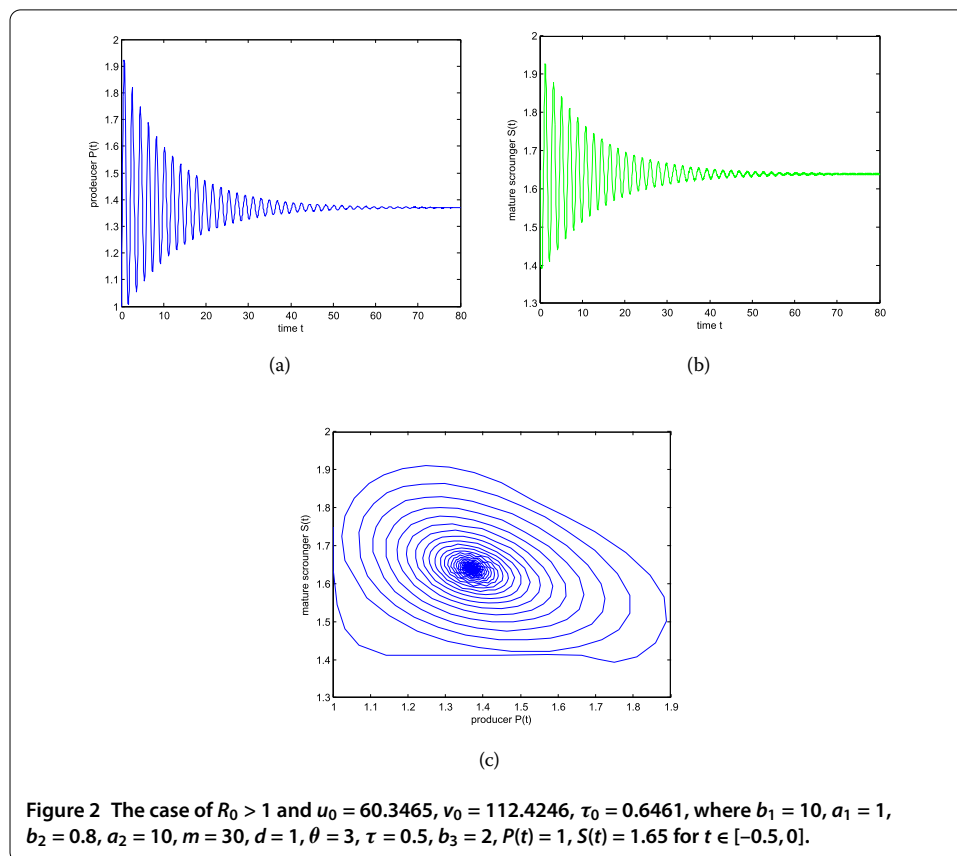 2
1.9
1.8
1.7
1.6
1.5
1.4
1.3
1.2
1.1
1
prodeucer P(t)
0 10 20 30 40 50 60 70 80
time t
(a)
2
1.9
1.8
1.7
1.6
1.5
1.4
1.3
mature scrounger S(t)
0 10 20 30 40 50 60 70 80
time t
(b)
2
1.9
1.8
1.7
1.6
1.5
1.4
1.3
mature scrounger S(t)
1 1.1 1.2 1.3 1.4 1.5 1.6 1.7 1.8 1.9
producer P(t)
(c)
Figure 2 The case of R₀ > 1 and u₀ = 60.3465, v₀ = 112.4246, τ₀ = 0.6461, where b₁ = 10, a₁ = 1,
b₂ = 0.8, a₂ = 10, m = 30, d = 1, θ = 3, τ = 0.5, b₃ = 2, P(t) = 1, S(t) = 1.65 for t ∈ [–0.5, 0].